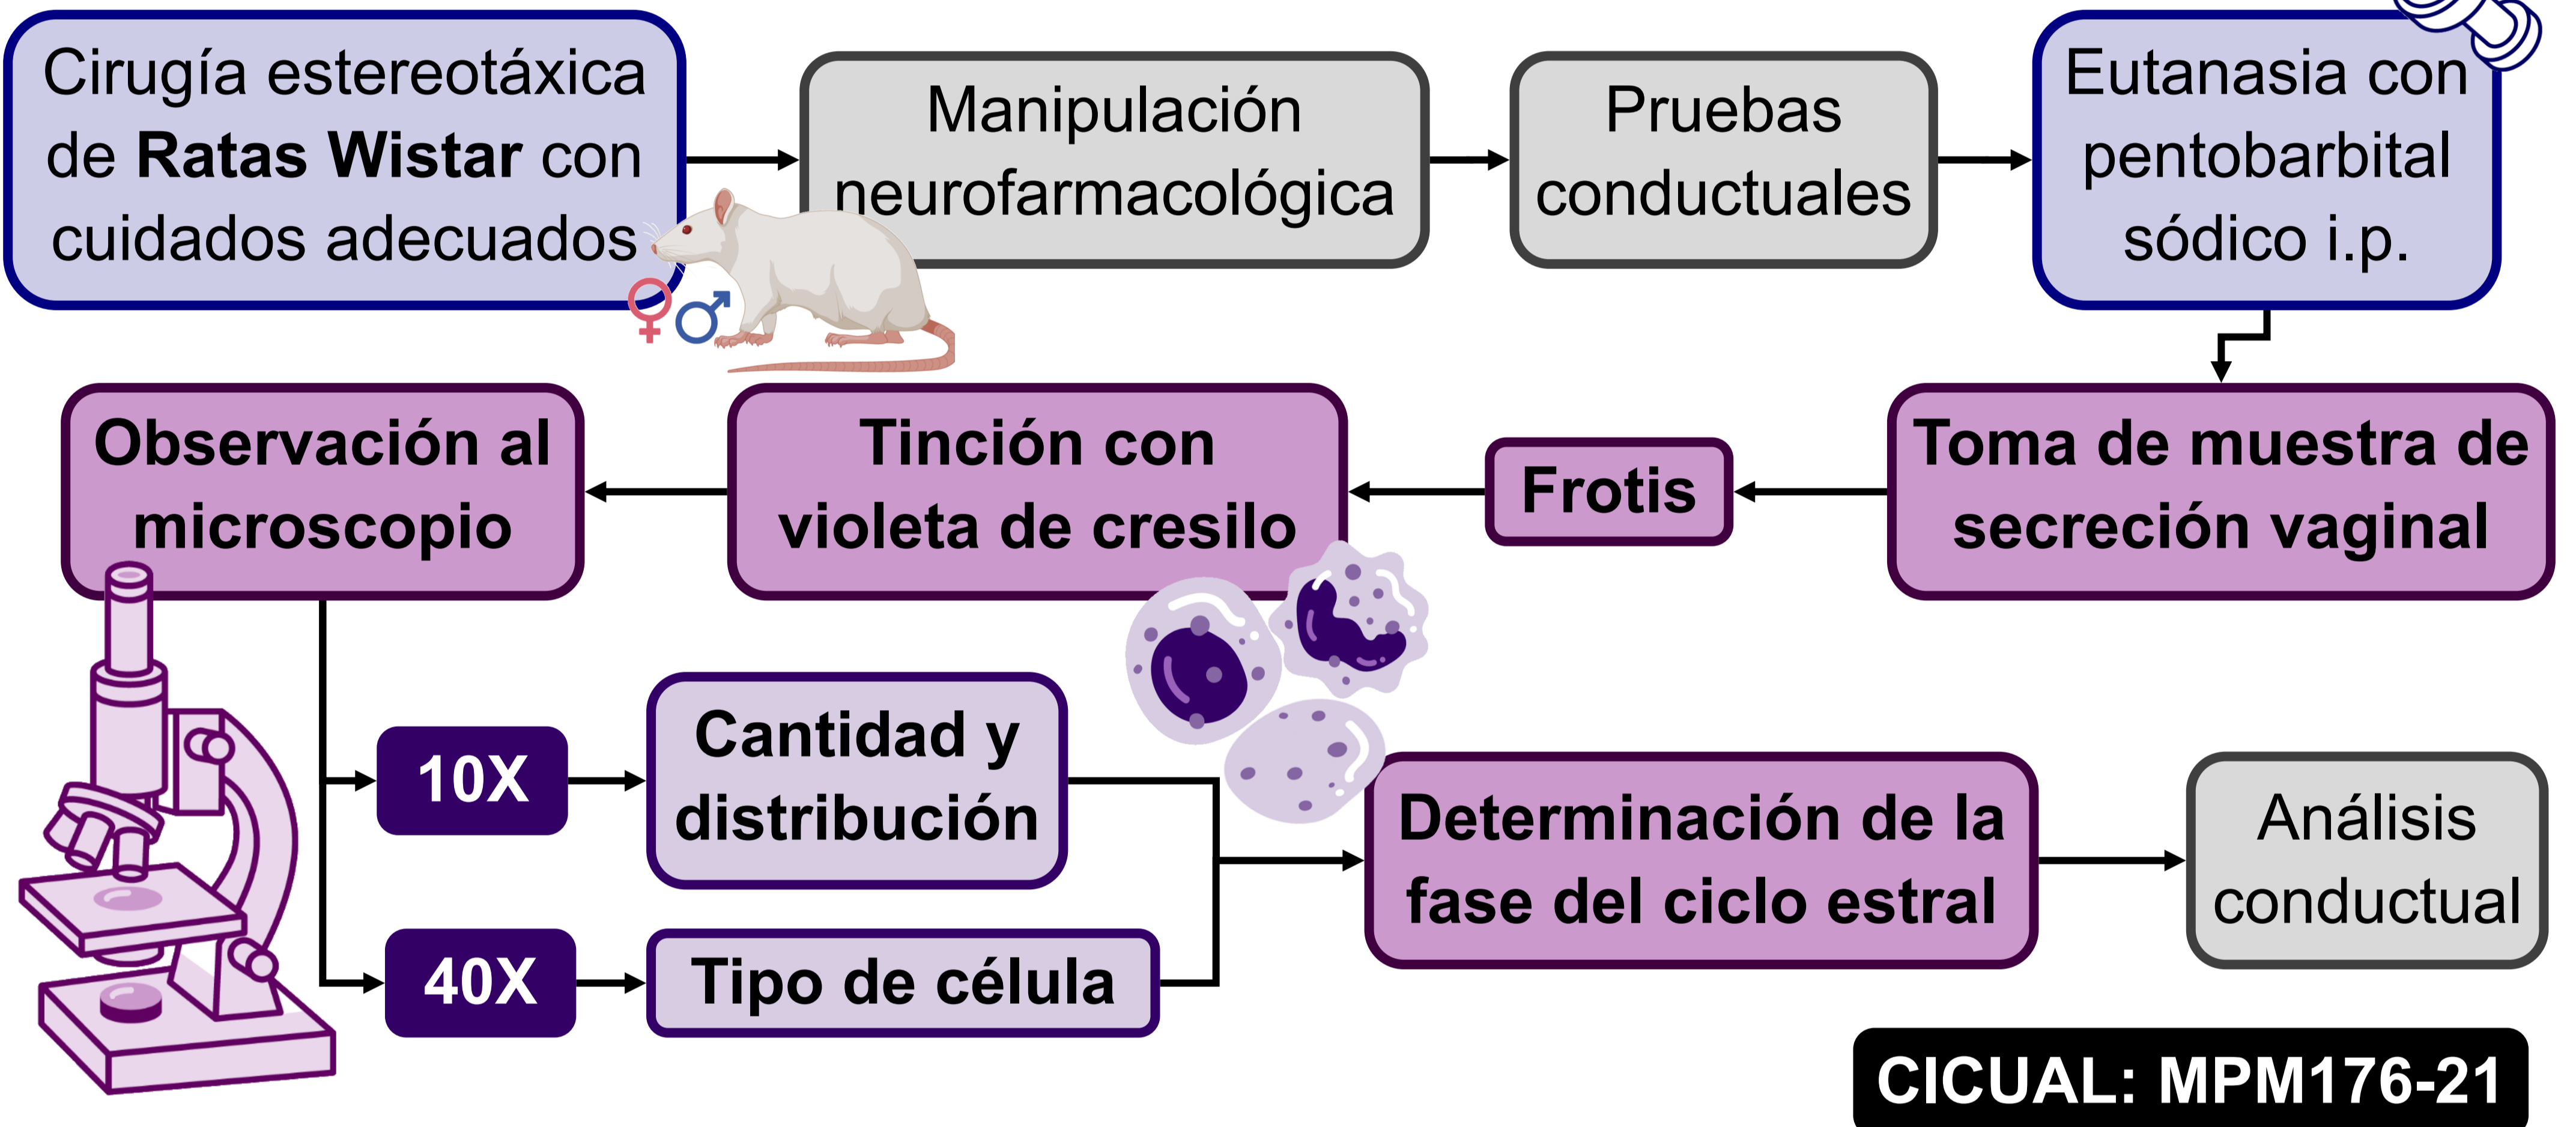 Cirugía estereotáxica
de Ratas Wistar con
cuidados adecuados
Manipulación
neurofarmacológica
Pruebas
conductuales
Eutanasia con
pentobarbital
sódico i.p.
Toma de muestra de
secreción vaginal
Frotis
Tinción con
violeta de cresilo
Observación al
microscopio
10X
Cantidad y
distribución
40X
Tipo de célula
Determinación de la
fase del ciclo estral
Análisis
conductual
CICUAL: MPM176-21